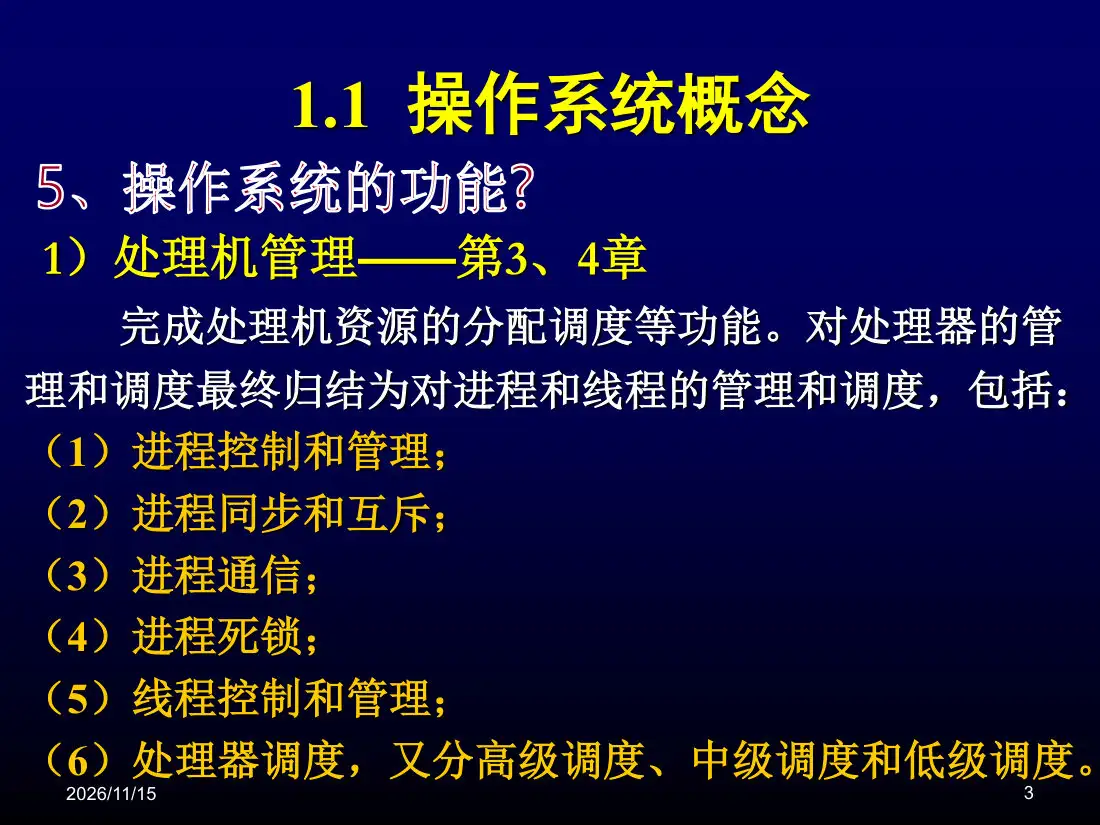 1.1 操作系统概念
5、操作系统的功能?
1）处理机管理——第3、4章
完成处理机资源的分配调度等功能。对处理器的管
理和调度最终归结为对进程和线程的管理和调度，包括：
（1）进程控制和管理；
（2）进程同步和互斥；
（3）进程通信；
（4）进程死锁；
（5）线程控制和管理；
（6）处理器调度，又分高级调度、中级调度和低级调度。
2026/11/15
3